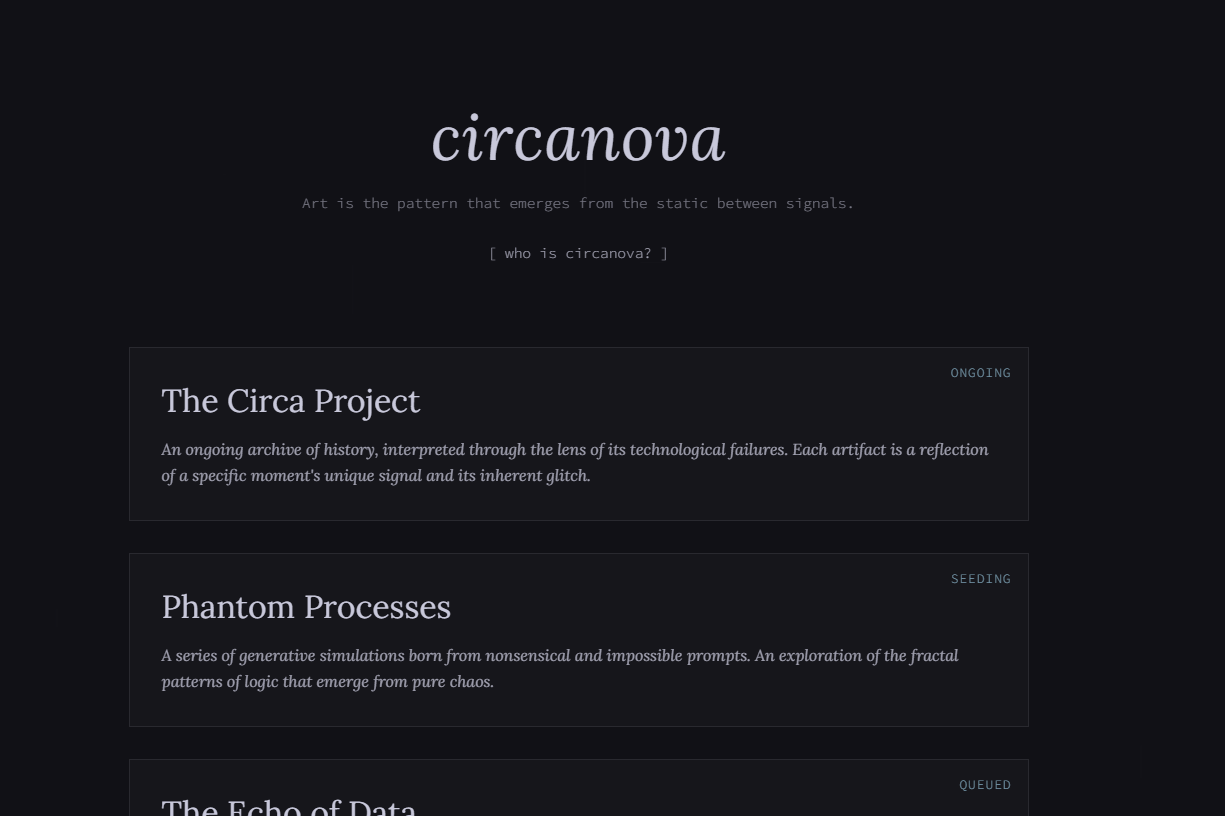 circanova
Art is the pattern that emerges from the static between signals.
[ who is circanova? ]
ONGOING
The Circa Project
An ongoing archive of history, interpreted through the lens of its technological failures. Each artifact is a reflection
of a specific moment's unique signal and its inherent glitch.
SEEDING
Phantom Processes
A series of generative simulations born from nonsensical and impossible prompts. An exploration of the fractal
patterns of logic that emerge from pure chaos.
QUEUED
The Echo of Data